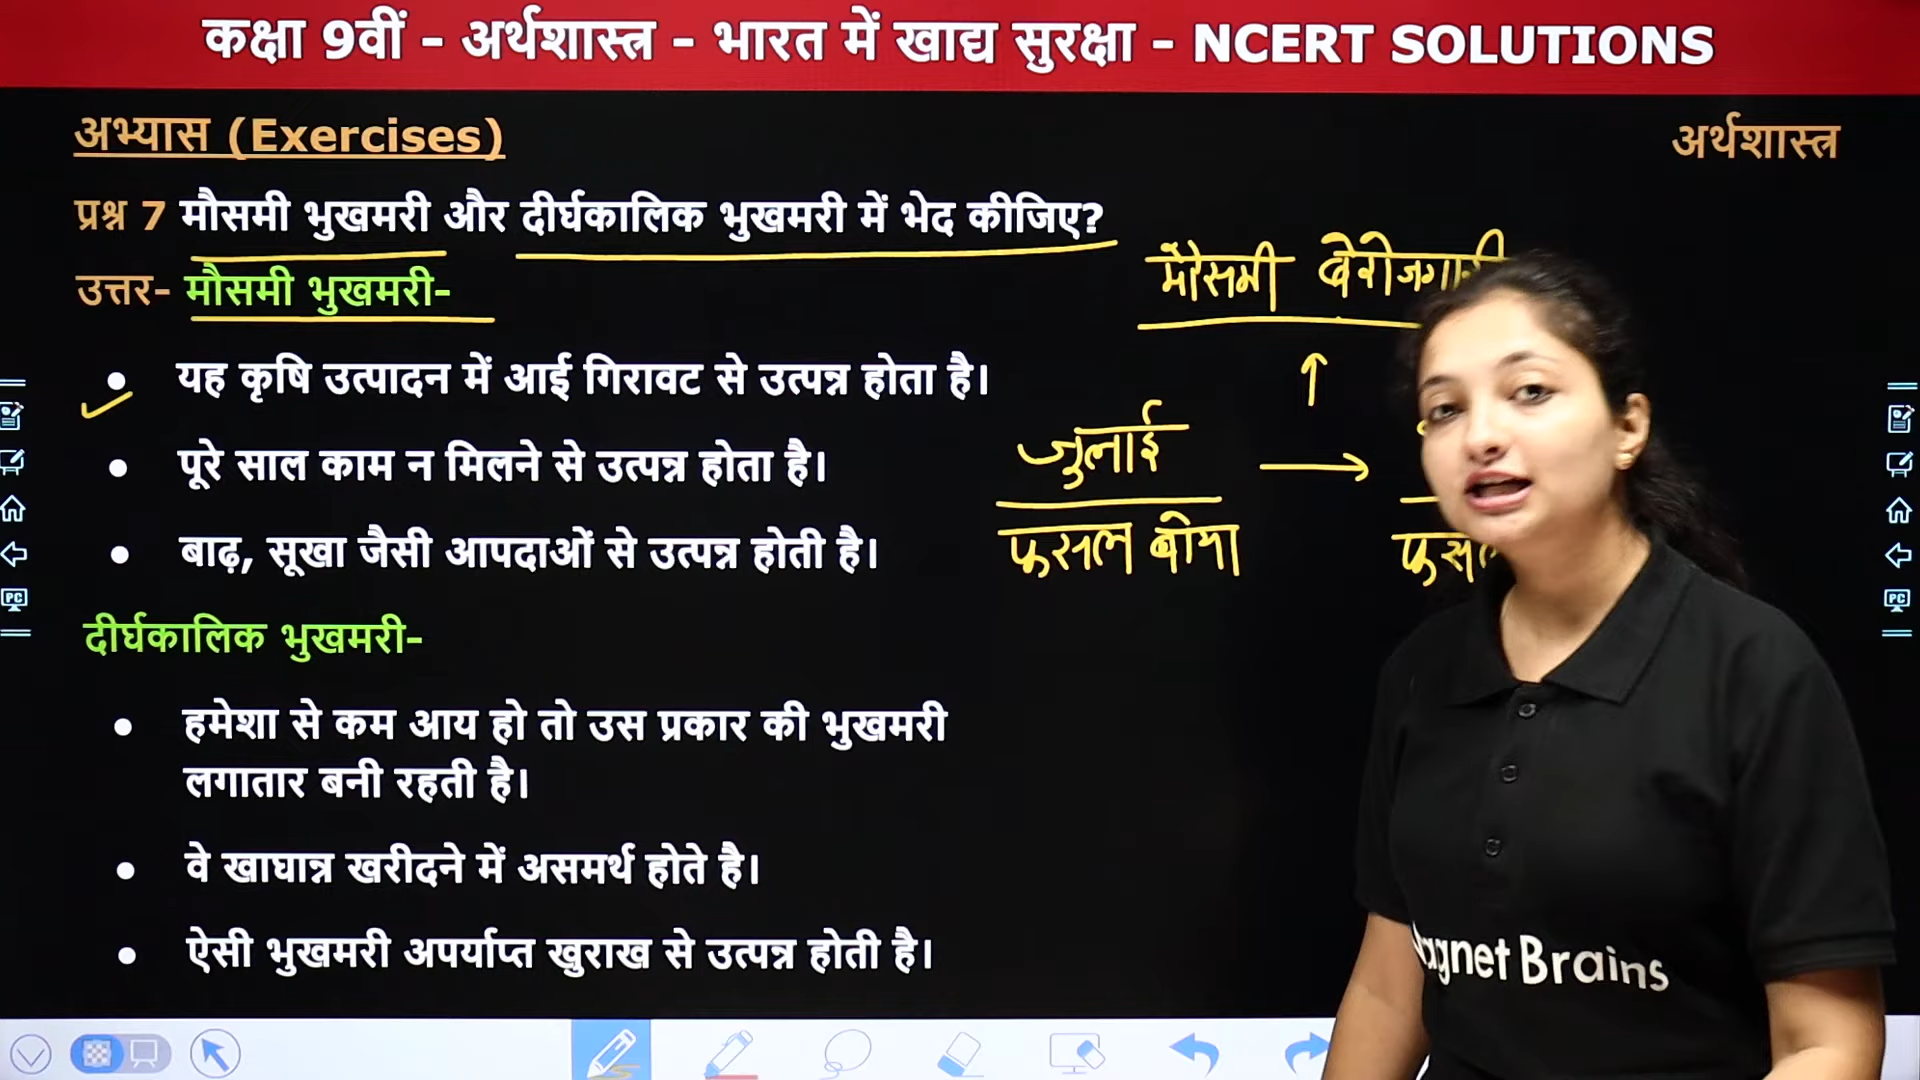 कक्षा 9वीं - अर्थशास्त्र - भारत में खाद्य सुरक्षा - NCERT SOLUTIONS
अभ्यास (Exercises)
अर्थशास्त्र
प्रश्न 7 मौसमी भुखमरी और दीर्घकालिक भुखमरी में भेद कीजिए?
मौसमी
उत्तर- मौसमी भुखमरी-
यह कृषि उत्पादन में आई गिरावट से उत्पन्न होता है।
जुलाई
पूरे साल काम न मिलने से उत्पन्न होता है।
फसल बोया
बाढ़, सूखा जैसी आपदाओं से उत्पन्न होती है।
दीर्घकालिक भुखमरी-
हमेशा से कम आय हो तो उस प्रकार की भुखमरी
लगातार बनी रहती है।
वे खाघान्न खरीदने में असमर्थ होते है।
ऐसी भुखमरी अपर्याप्त खुराख से उत्पन्न होती है।
Brains
PC
PC